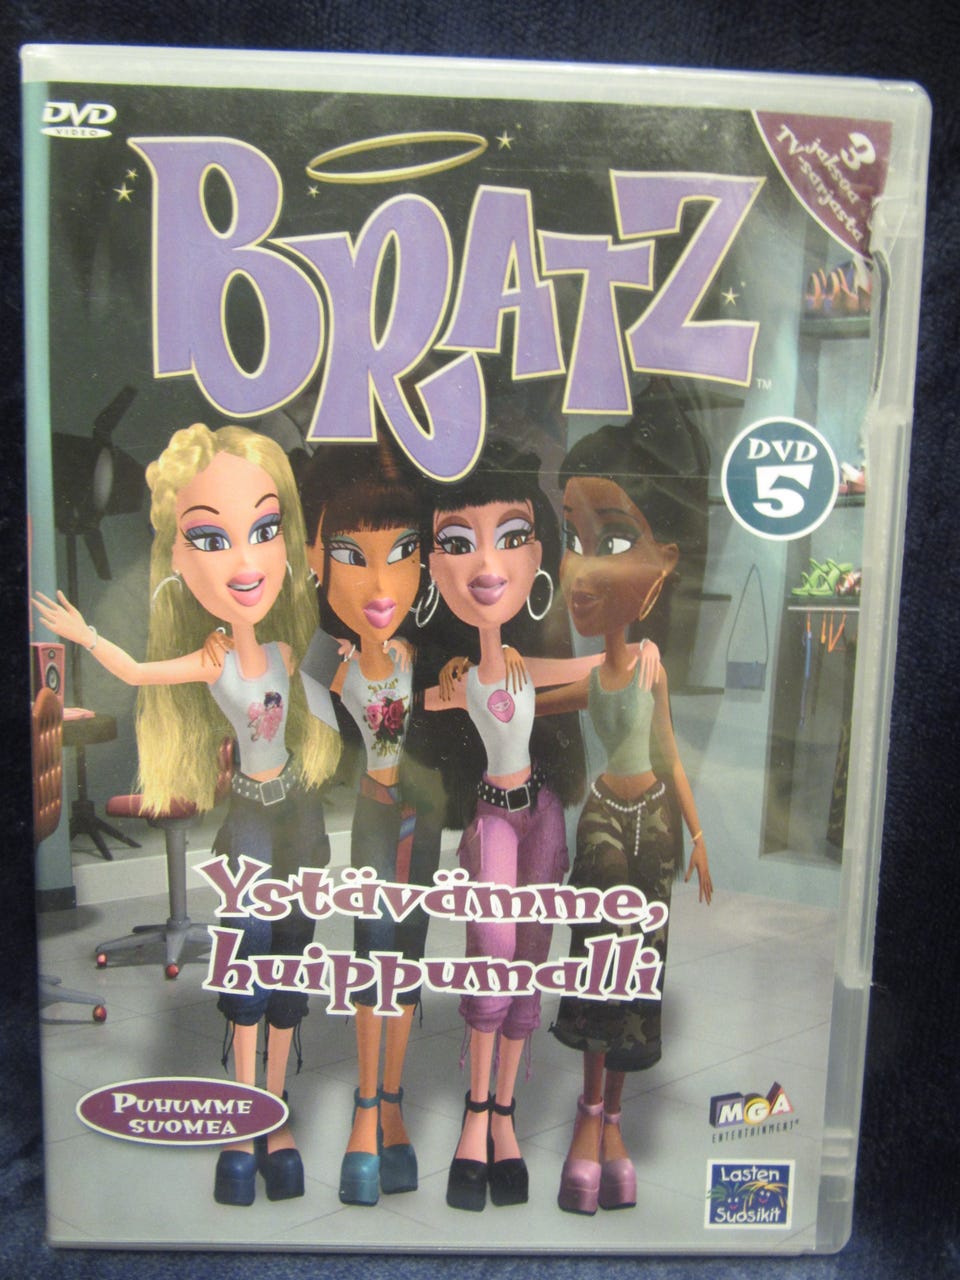 DVD
VIDEO
3
jaksoa
TV-sarjasta
BRATZ
TM
DVD
5
Ystävämme,
huippumalli
PUHUMME
SUOMEA
MGA
ENTERTAINMENT
Lasten
Suosikit